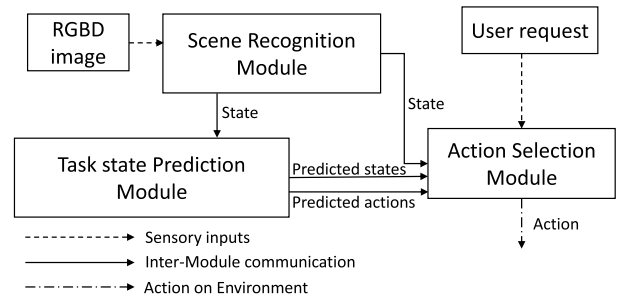 RGBD
image
Scene Recognition
Module
User request
State
State
Task state Prediction
Module
Predicted states
Predicted actions
Action Selection
Module
Action
Sensory inputs
Inter-Module communication
Action on Environment